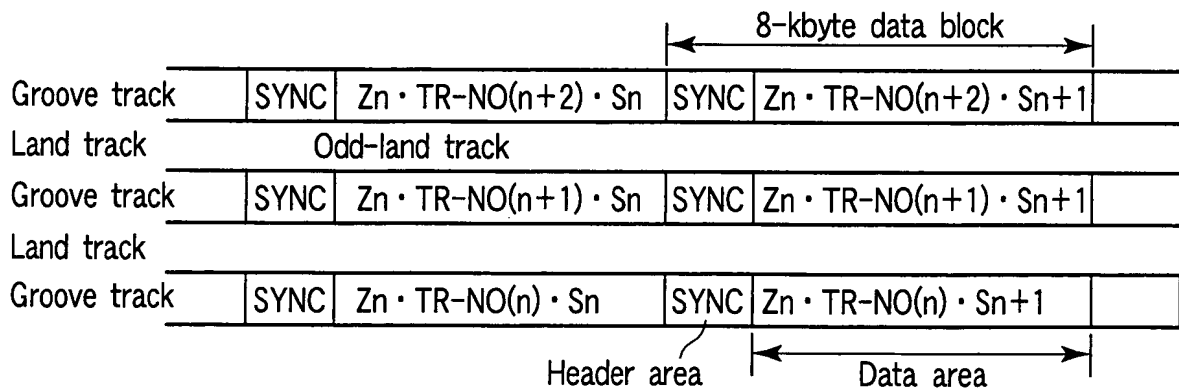 8-kbyte data block
Groove track SYNC Zn・TR-NO(n+2)・Sn SYNC Zn・TR-NO(n+2)・Sn+1
Land track Odd-land track
Groove track SYNC Zn・TR-NO(n+1)・Sn SYNC Zn・TR-NO(n+1)・Sn+1
Land track
Groove track SYNC Zn・TR-NO(n)・Sn SYNC Zn・TR-NO(n)・Sn+1
Header area Data area